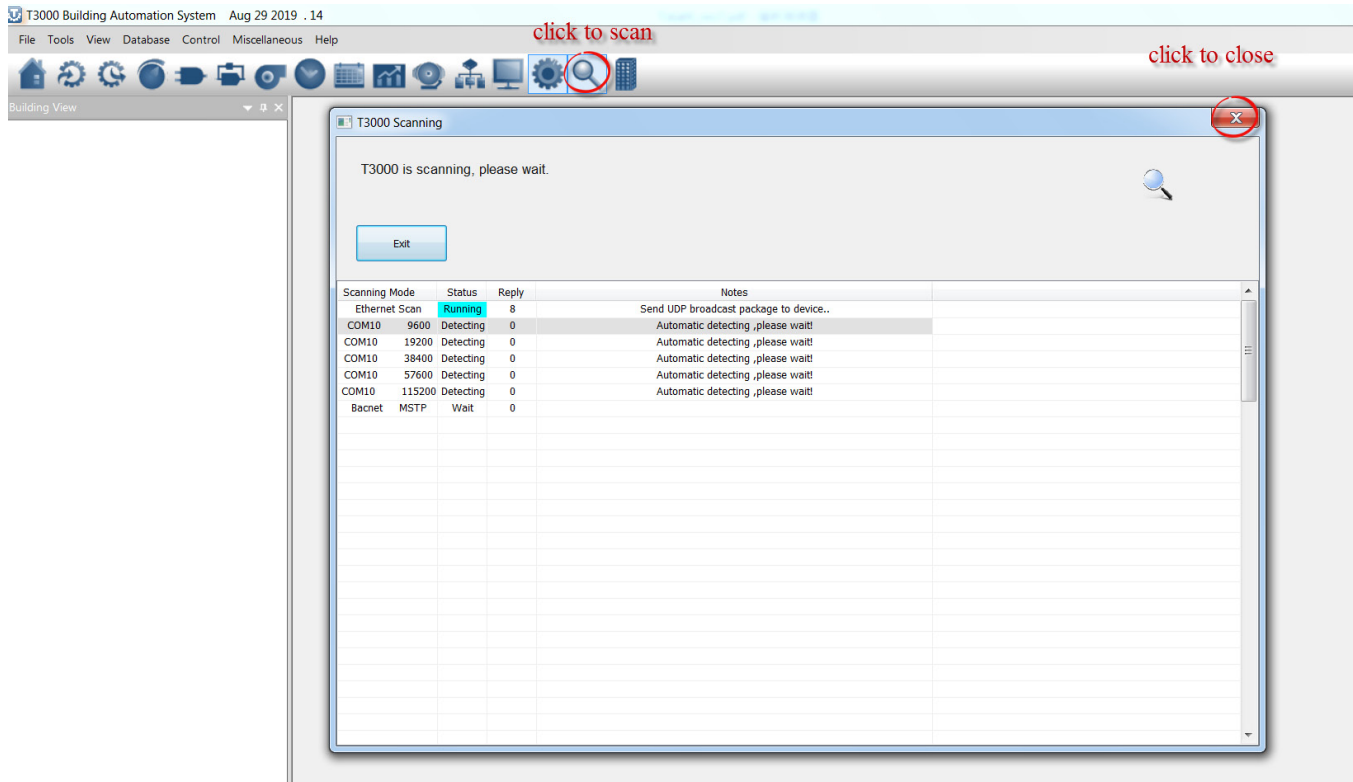 T3000 Building Automation System Aug 29 2019 . 14
File Tools View Database Control Miscellaneous Help
click to scan
click to close
Building View
T3000 Scanning
T3000 is scanning, please wait.
Exit
Scanning Mode Status Reply Notes
Ethernet Scan Running 8 Send UDP broadcast package to device..
COM10 9600 Detecting 0 Automatic detecting ,please wait!
COM10 19200 Detecting 0 Automatic detecting ,please wait!
COM10 38400 Detecting 0 Automatic detecting ,please wait!
COM10 57600 Detecting 0 Automatic detecting ,please wait!
COM10 115200 Detecting 0 Automatic detecting ,please wait!
Bacnet MSTP Wait 0